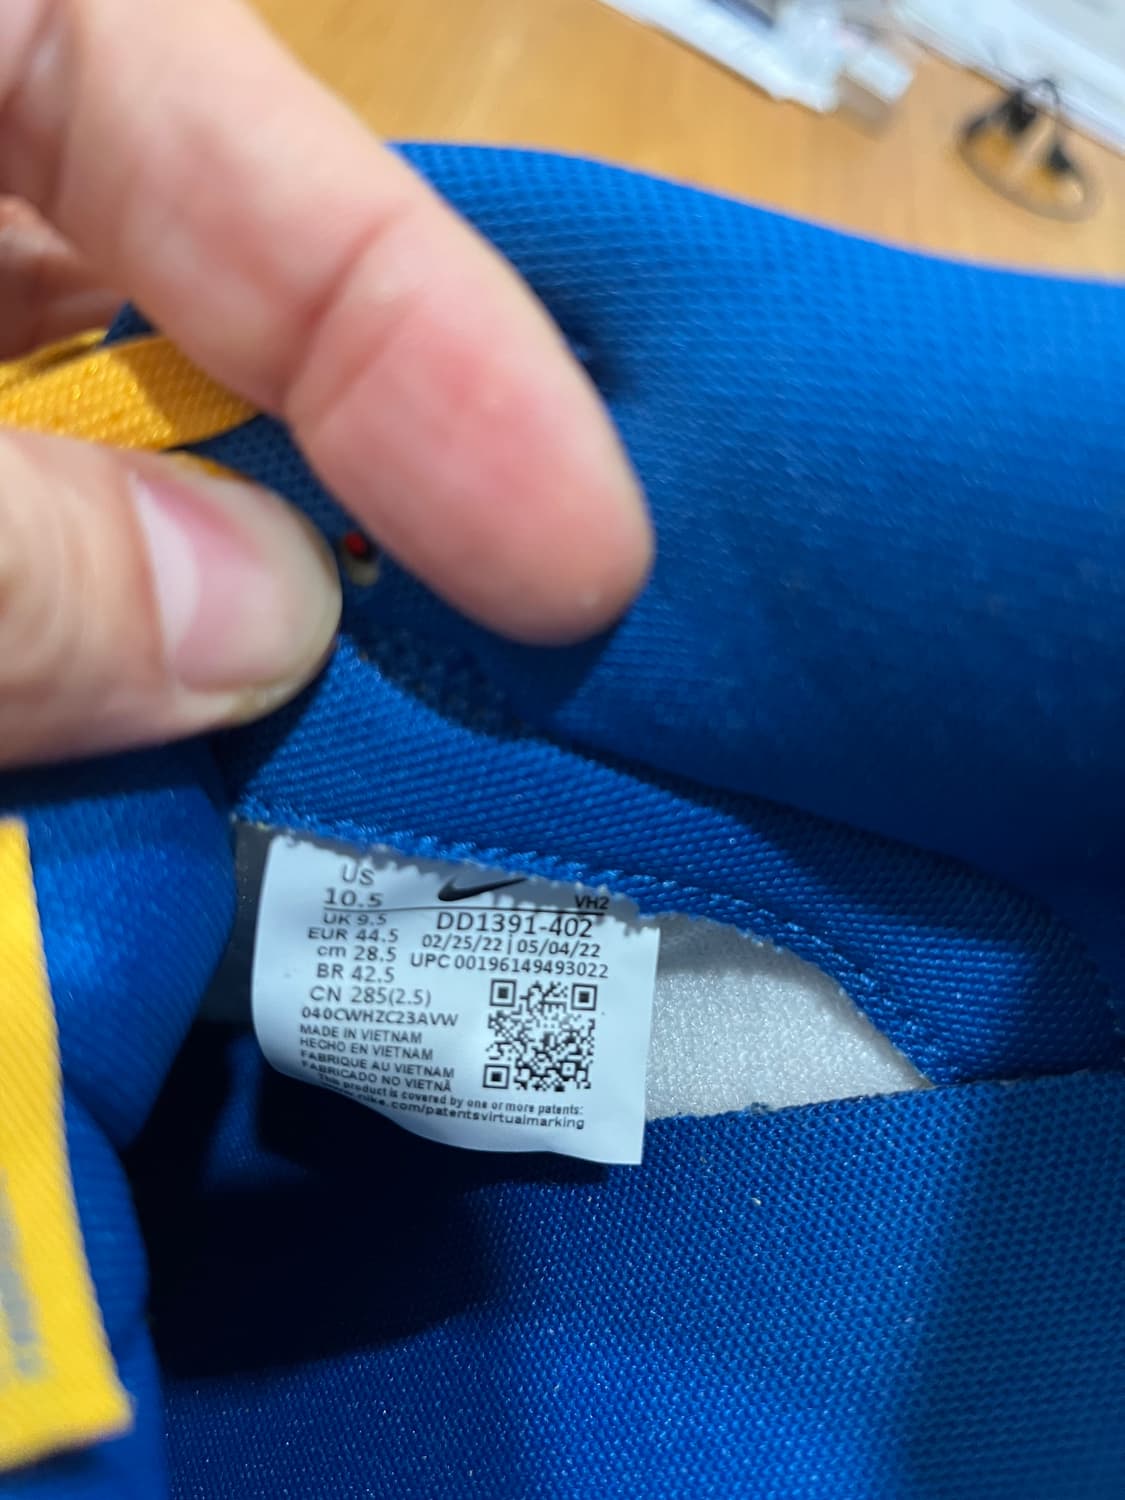 US
10.5
UK 9.5
EUR 44.5
cm 28.5
BR 42.5
CN 285(2.5)
040CWHZC23AVW
MADE IN VIETNAM
HECHO EN VIETNAM
FABRIQUE AU VIETNAM
FABRICADO NO VIETNÃ
This product is covered by one or more patents:
www.nike.com/patentsvirtualmarking
VH2
DD1391-402
02/25/22 | 05/04/22
UPC 00196149493022